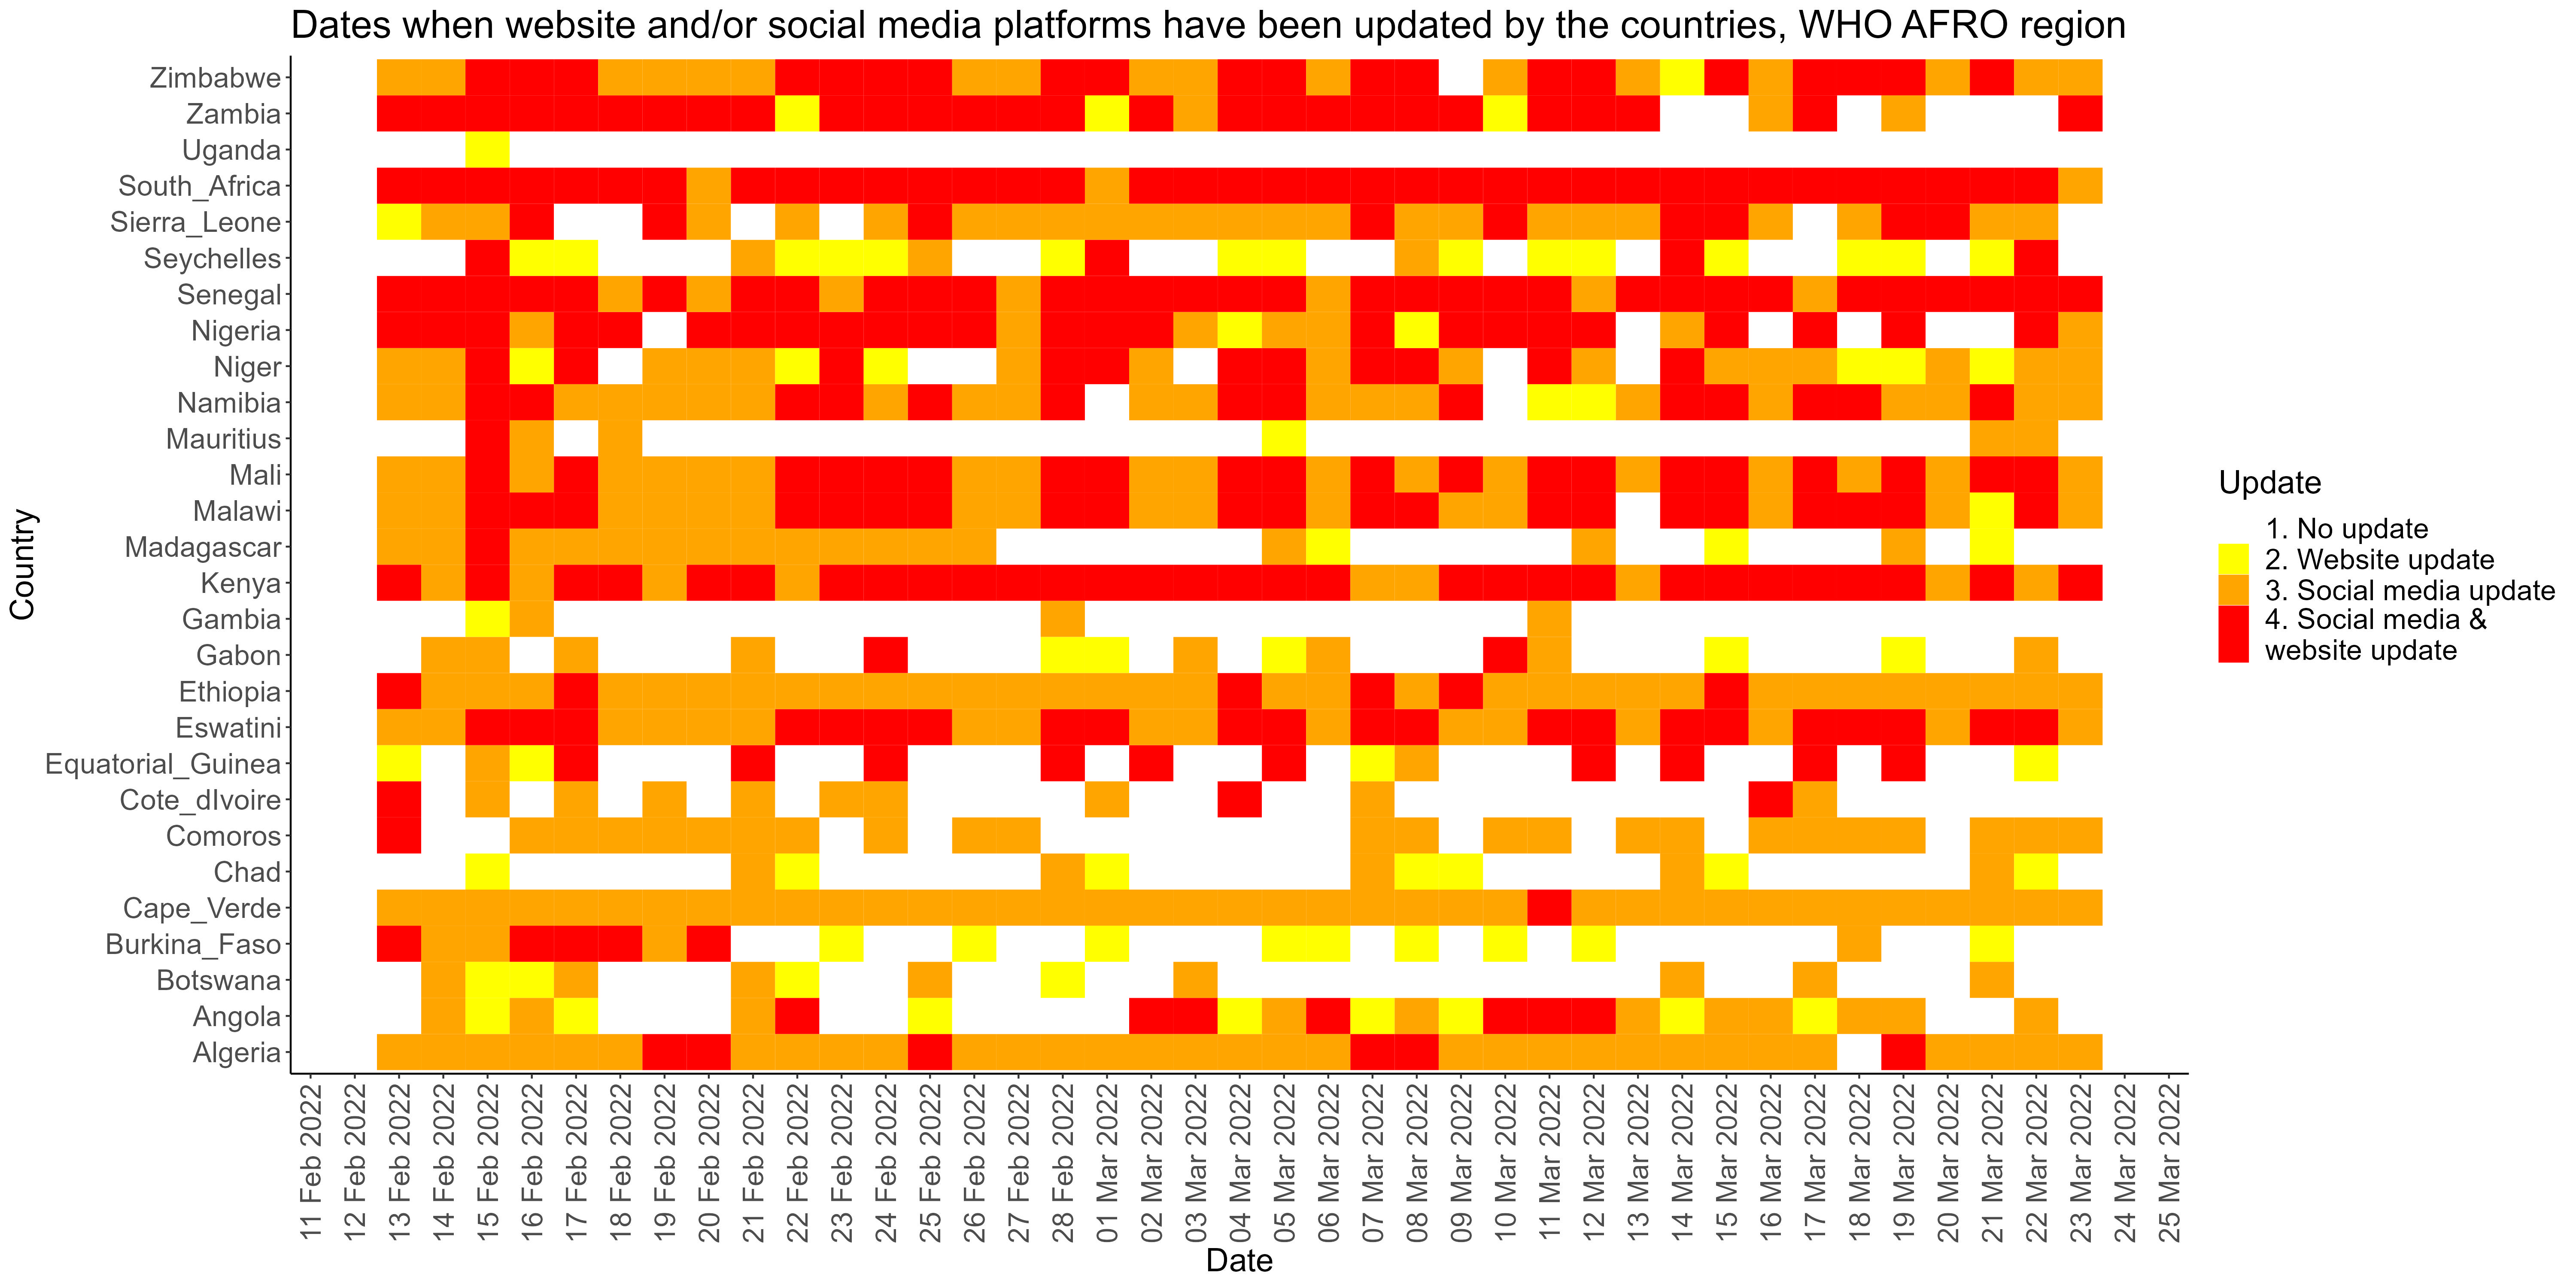 Dates when website and/or social media platforms have been updated by the countries, WHO AFRO region
Country
Zimbabwe
Zambia
Uganda
South_Africa
Sierra_Leone
Seychelles
Senegal
Nigeria
Niger
Namibia
Mauritius
Mali
Malawi
Madagascar
Kenya
Gambia
Gabon
Ethiopia
Eswatini
Equatorial_Guinea
Cote_dIvoire
Comoros
Chad
Cape_Verde
Burkina_Faso
Botswana
Angola
Algeria
11 Feb 2022
12 Feb 2022
13 Feb 2022
14 Feb 2022
15 Feb 2022
16 Feb 2022
17 Feb 2022
18 Feb 2022
19 Feb 2022
20 Feb 2022
21 Feb 2022
22 Feb 2022
23 Feb 2022
24 Feb 2022
25 Feb 2022
26 Feb 2022
27 Feb 2022
28 Feb 2022
01 Mar 2022
02 Mar 2022
03 Mar 2022
04 Mar 2022
05 Mar 2022
06 Mar 2022
07 Mar 2022
08 Mar 2022
09 Mar 2022
10 Mar 2022
11 Mar 2022
12 Mar 2022
13 Mar 2022
14 Mar 2022
15 Mar 2022
16 Mar 2022
17 Mar 2022
18 Mar 2022
19 Mar 2022
20 Mar 2022
21 Mar 2022
22 Mar 2022
23 Mar 2022
24 Mar 2022
25 Mar 2022
Date
Update
1. No update
2. Website update
3. Social media update
4. Social media &
website update